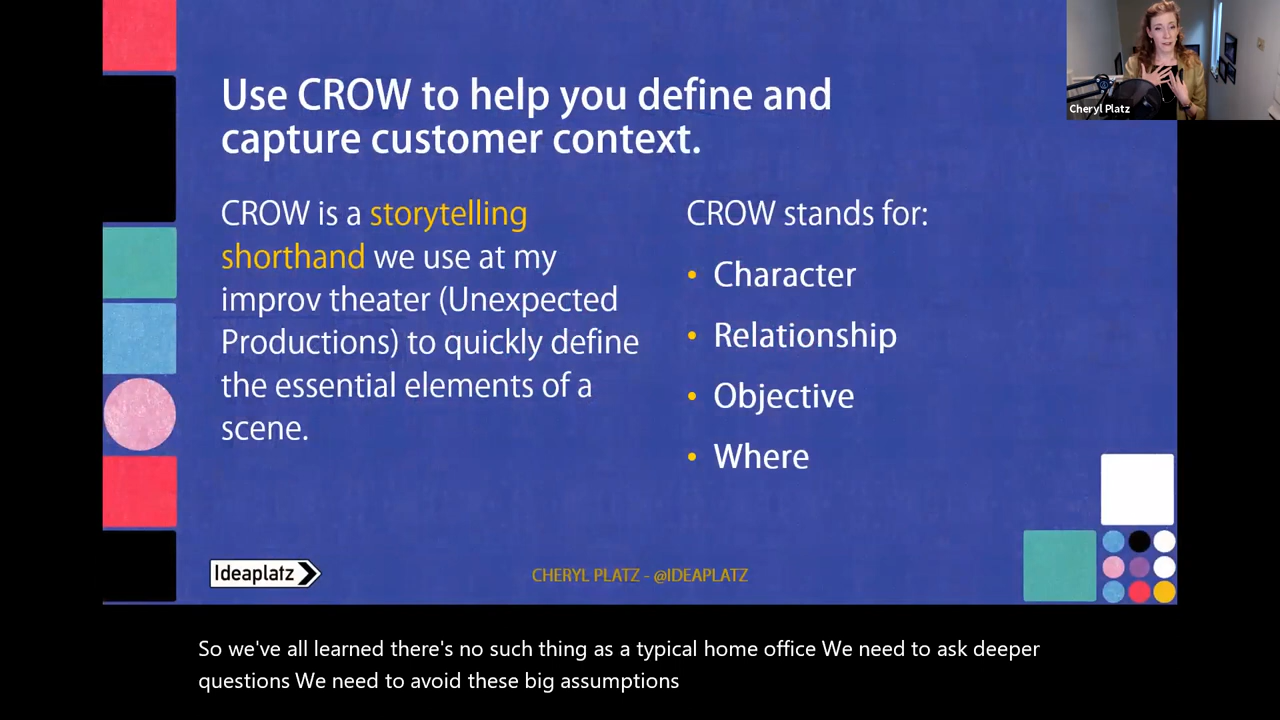 Use CROW to help you define and
capture customer context.
CROW is a storytelling
shorthand we use at my
improv theater (Unexpected
Productions) to quickly define
the essential elements of a
scene.
CROW stands for:
• Character
• Relationship
• Objective
• Where
Ideaplatz
CHERYL PLATZ - @IDEAPLATZ
Cheryl Platz
So we've all learned there's no such thing as a typical home office We need to ask deeper
questions We need to avoid these big assumptions